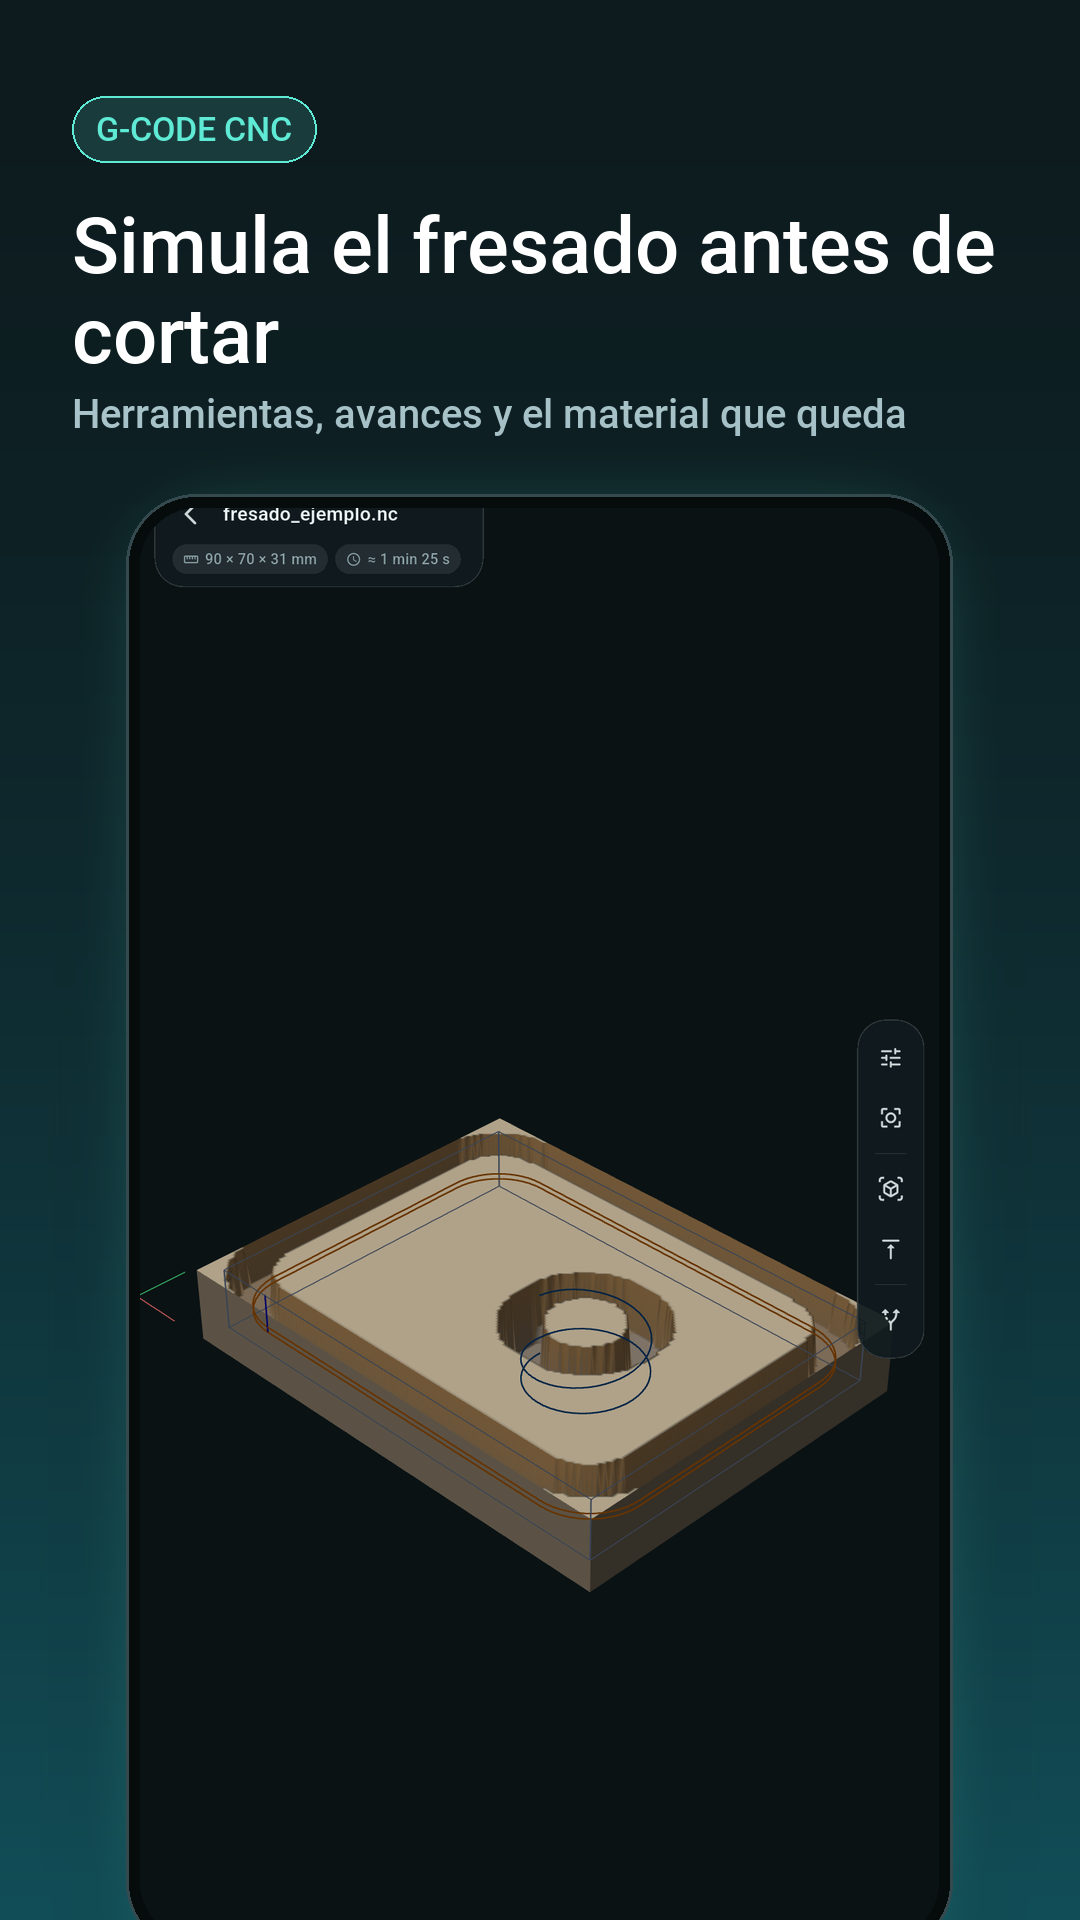 G-CODE CNC
Simula el fresado antes de
cortar
Herramientas, avances y el material que queda
fresado_ejemplo.nc
90 × 70 × 31 mm
≈ 1 min 25 s